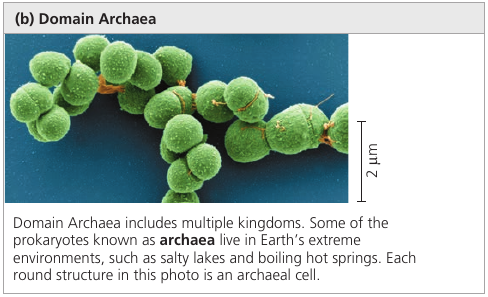 (b) Domain Archaea
2 μm
Domain Archaea includes multiple kingdoms. Some of the
prokaryotes known as archaea live in Earth's extreme
environments, such as salty lakes and boiling hot springs. Each
round structure in this photo is an archaeal cell.